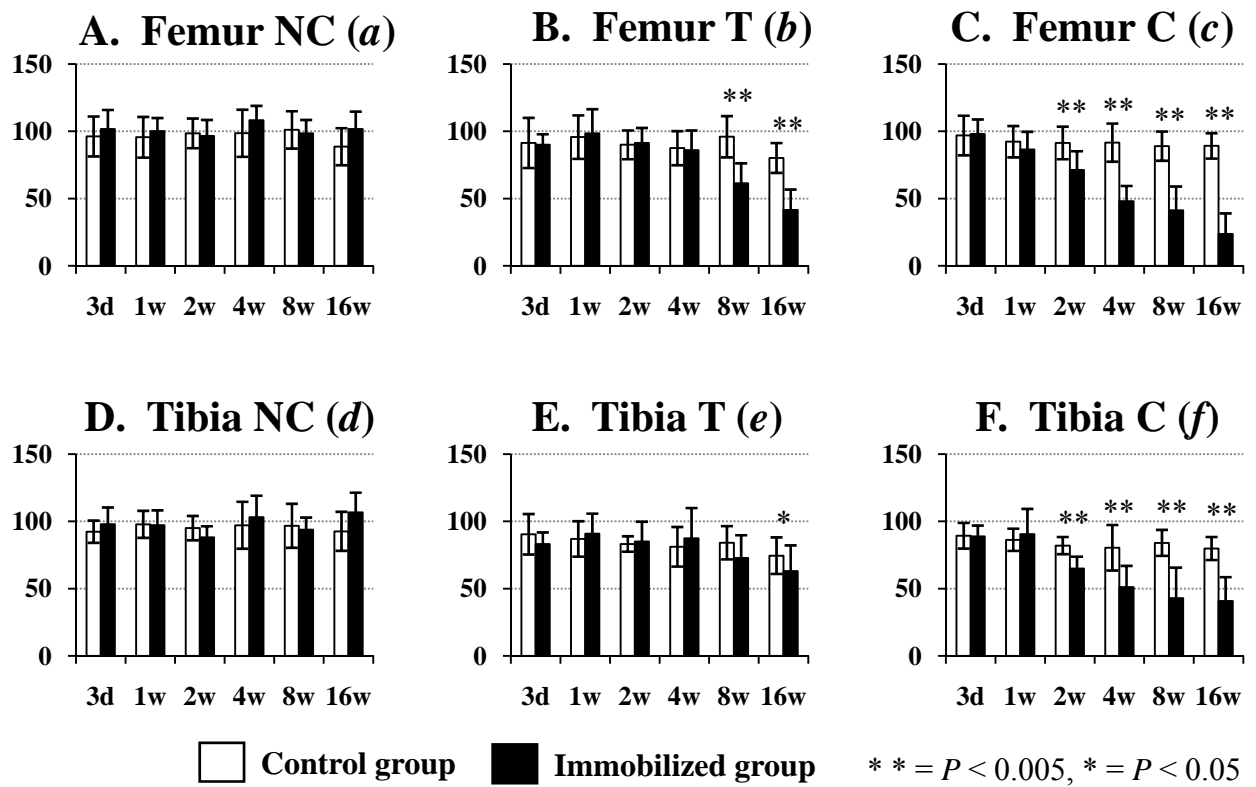 A. Femur NC (a)
B. Femur T (b)
C. Femur C (c)
150
100
50
0
3d 1w 2w 4w 8w 16w
150
100
50
0
**
**
3d 1w 2w 4w 8w 16w
150
100
50
0
** ** ** **
3d 1w 2w 4w 8w 16w
D. Tibia NC (d)
E. Tibia T (e)
F. Tibia C (f)
150
100
50
0
3d 1w 2w 4w 8w 16w
150
100
50
0
*
3d 1w 2w 4w 8w 16w
150
100
50
0
** ** ** **
3d 1w 2w 4w 8w 16w
Control group Immobilized group * * = P < 0.005, * = P < 0.05